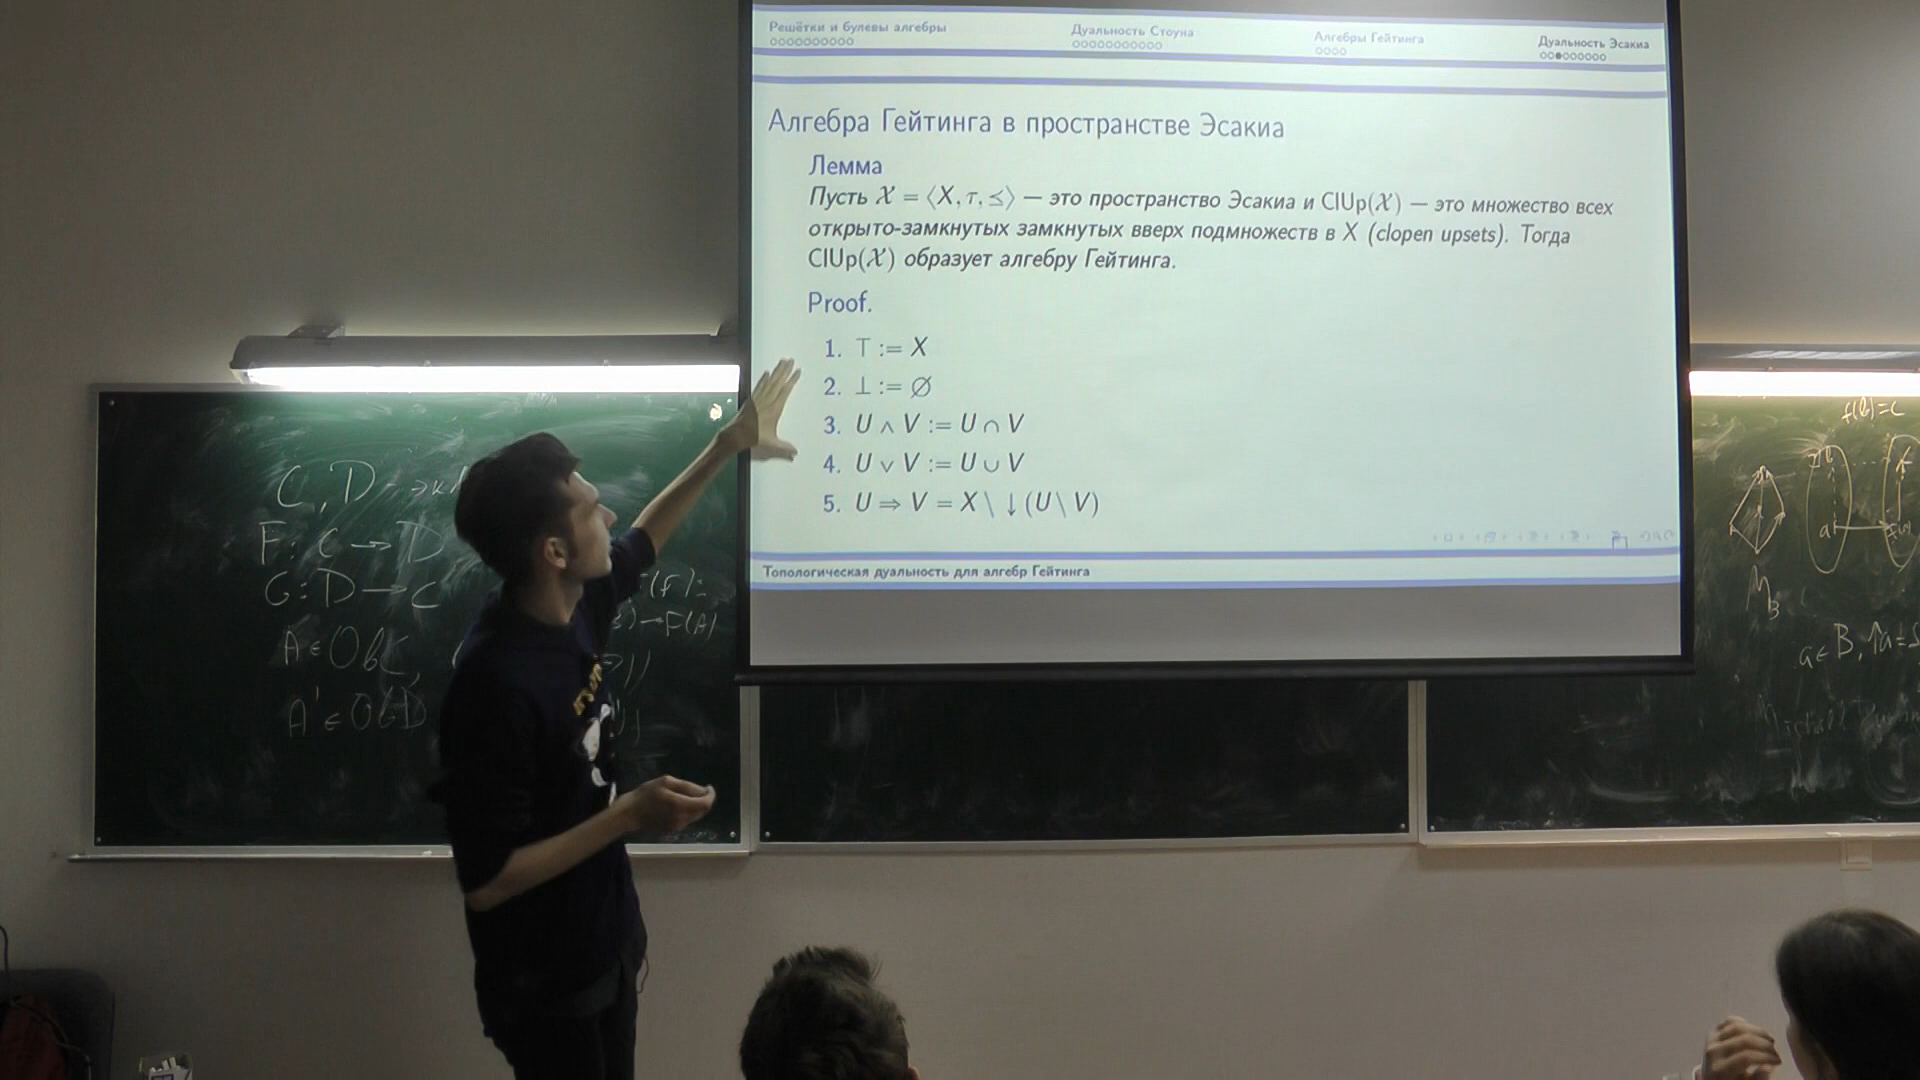 Решётки и булевы алгебры
Дуальность Стоуна
Алгебры Гейтинга
Дуальность Эсакиа
Алгебра Гейтинга в пространстве Эсакиа
Лемма
Пусть 𝒳 = ⟨X, τ, ≤⟩ — это пространство Эсакиа и ClUp(𝒳) — это множество всех
открыто-замкнутых замкнутых вверх подмножеств в X (clopen upsets). Тогда
ClUp(𝒳) образует алгебру Гейтинга.
Proof.
1. ⊤ := X
2. ⊥ := ∅
3. U ∧ V := U ∩ V
4. U ∨ V := U ∪ V
5. U ⇒ V = X \ ↓(U \ V)
Топологическая дуальность для алгебр Гейтинга
C, D -
F: C → D
G: D → C
A ∈ Ob C
A' ∈ Ob D
→F(A)
f(b)=c
a
M3
a∈B, ↑a=